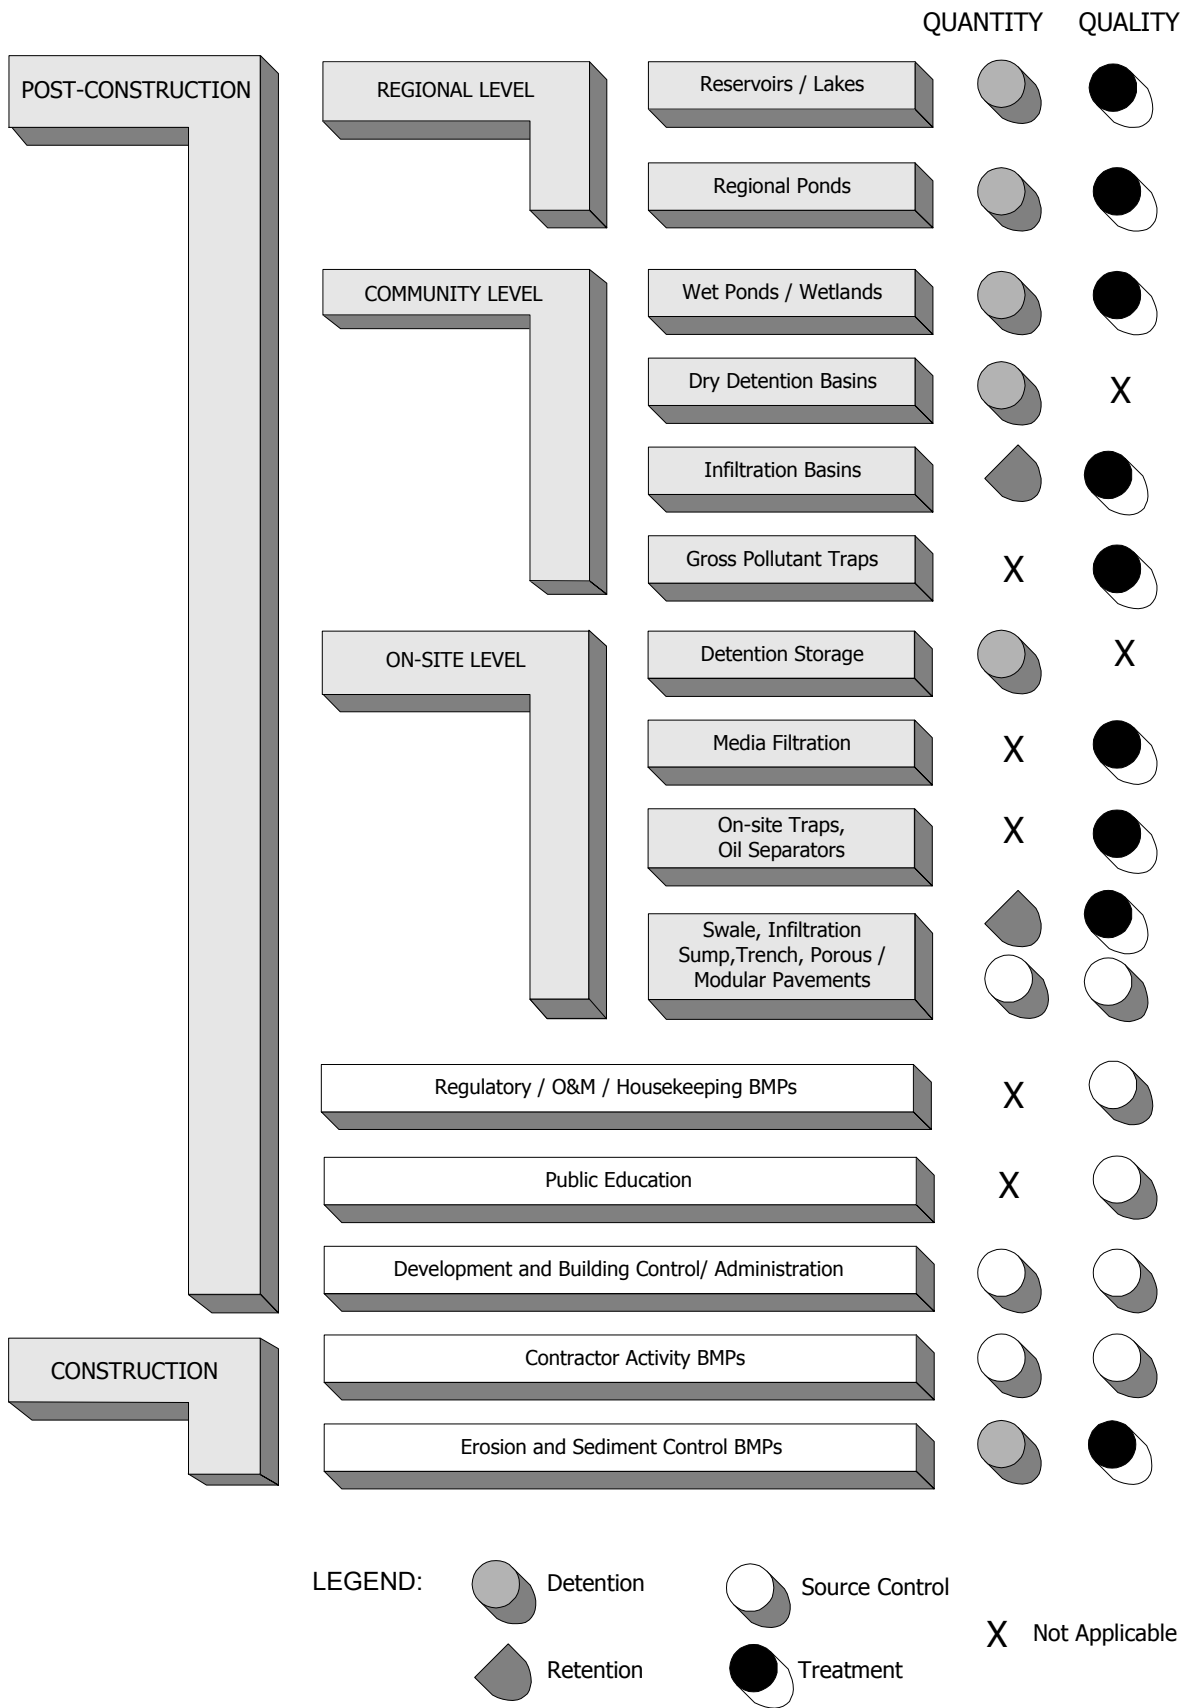 QUANTITY QUALITY
POST-CONSTRUCTION
REGIONAL LEVEL
Reservoirs / Lakes
Regional Ponds
COMMUNITY LEVEL
Wet Ponds / Wetlands
Dry Detention Basins
X
Infiltration Basins
Gross Pollutant Traps
X
ON-SITE LEVEL
Detention Storage
X
Media Filtration
X
On-site Traps,
Oil Separators
X
Swale, Infiltration
Sump,Trench, Porous /
Modular Pavements
Regulatory / O&M / Housekeeping BMPs
X
Public Education
X
Development and Building Control/ Administration
CONSTRUCTION
Contractor Activity BMPs
Erosion and Sediment Control BMPs
LEGEND:
Detention
Source Control
X Not Applicable
Retention
Treatment